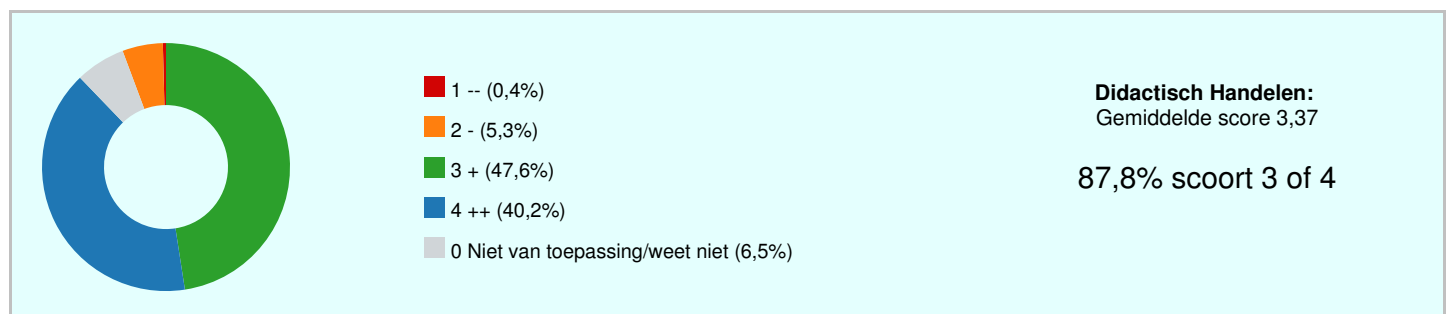 1 -- (0,4%)
2 - (5,3%)
3 + (47,6%)
4 ++ (40,2%)
0 Niet van toepassing/weet niet (6,5%)
Didactisch Handelen:
Gemiddelde score 3,37
87,8% scoort 3 of 4